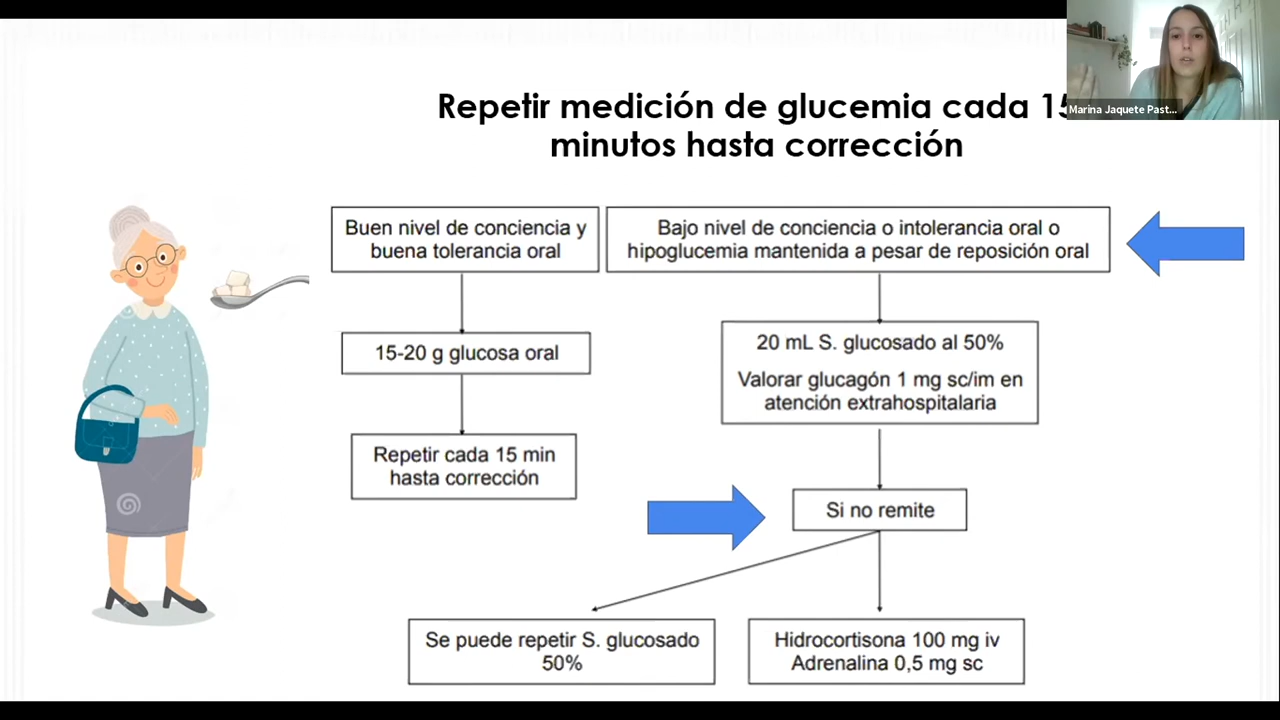 Repetir medición de glucemia cada 15
minutos hasta corrección
Marina Jaquete Past...
Buen nivel de conciencia y
buena tolerancia oral
Bajo nivel de conciencia o intolerancia oral o
hipoglucemia mantenida a pesar de reposición oral
15-20 g glucosa oral
20 mL S. glucosado al 50%
Valorar glucagón 1 mg sc/im en
atención extrahospitalaria
Repetir cada 15 min
hasta corrección
Si no remite
Se puede repetir S. glucosado
50%
Hidrocortisona 100 mg iv
Adrenalina 0,5 mg sc